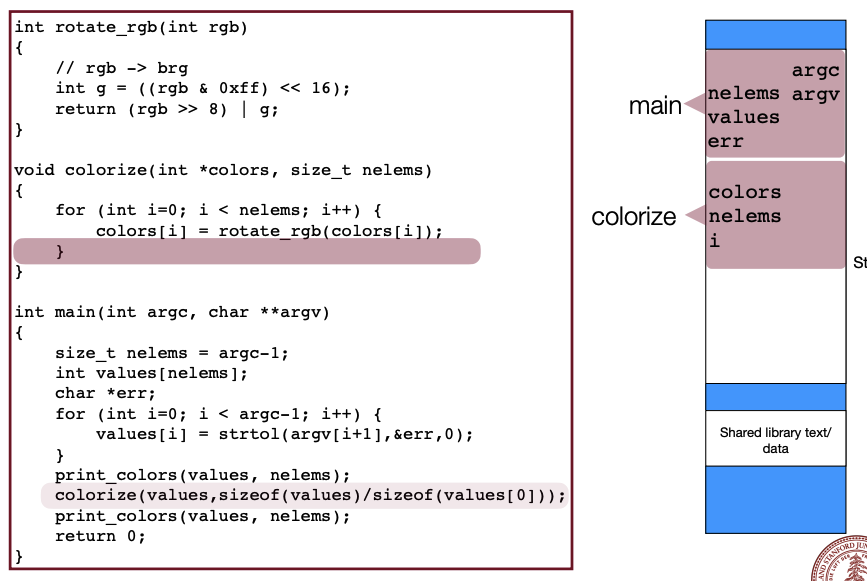 int rotate_rgb(int rgb)
{
    // rgb -> brg
    int g = ((rgb & 0xff) << 16);
    return (rgb >> 8) | g;
}

void colorize(int *colors, size_t nelems)
{
    for (int i=0; i < nelems; i++) {
        colors[i] = rotate_rgb(colors[i]);
    }
}

int main(int argc, char **argv)
{
    size_t nelems = argc-1;
    int values[nelems];
    char *err;
    for (int i=0; i < argc-1; i++) {
        values[i] = strtol(argv[i+1],&err,0);
    }
    print_colors(values, nelems);
    colorize(values,sizeof(values)/sizeof(values[0]));
    print_colors(values, nelems);
    return 0;
}
main
argc
nelems argv
values
err
colorize
colors
nelems
i
St
Shared library text/
data